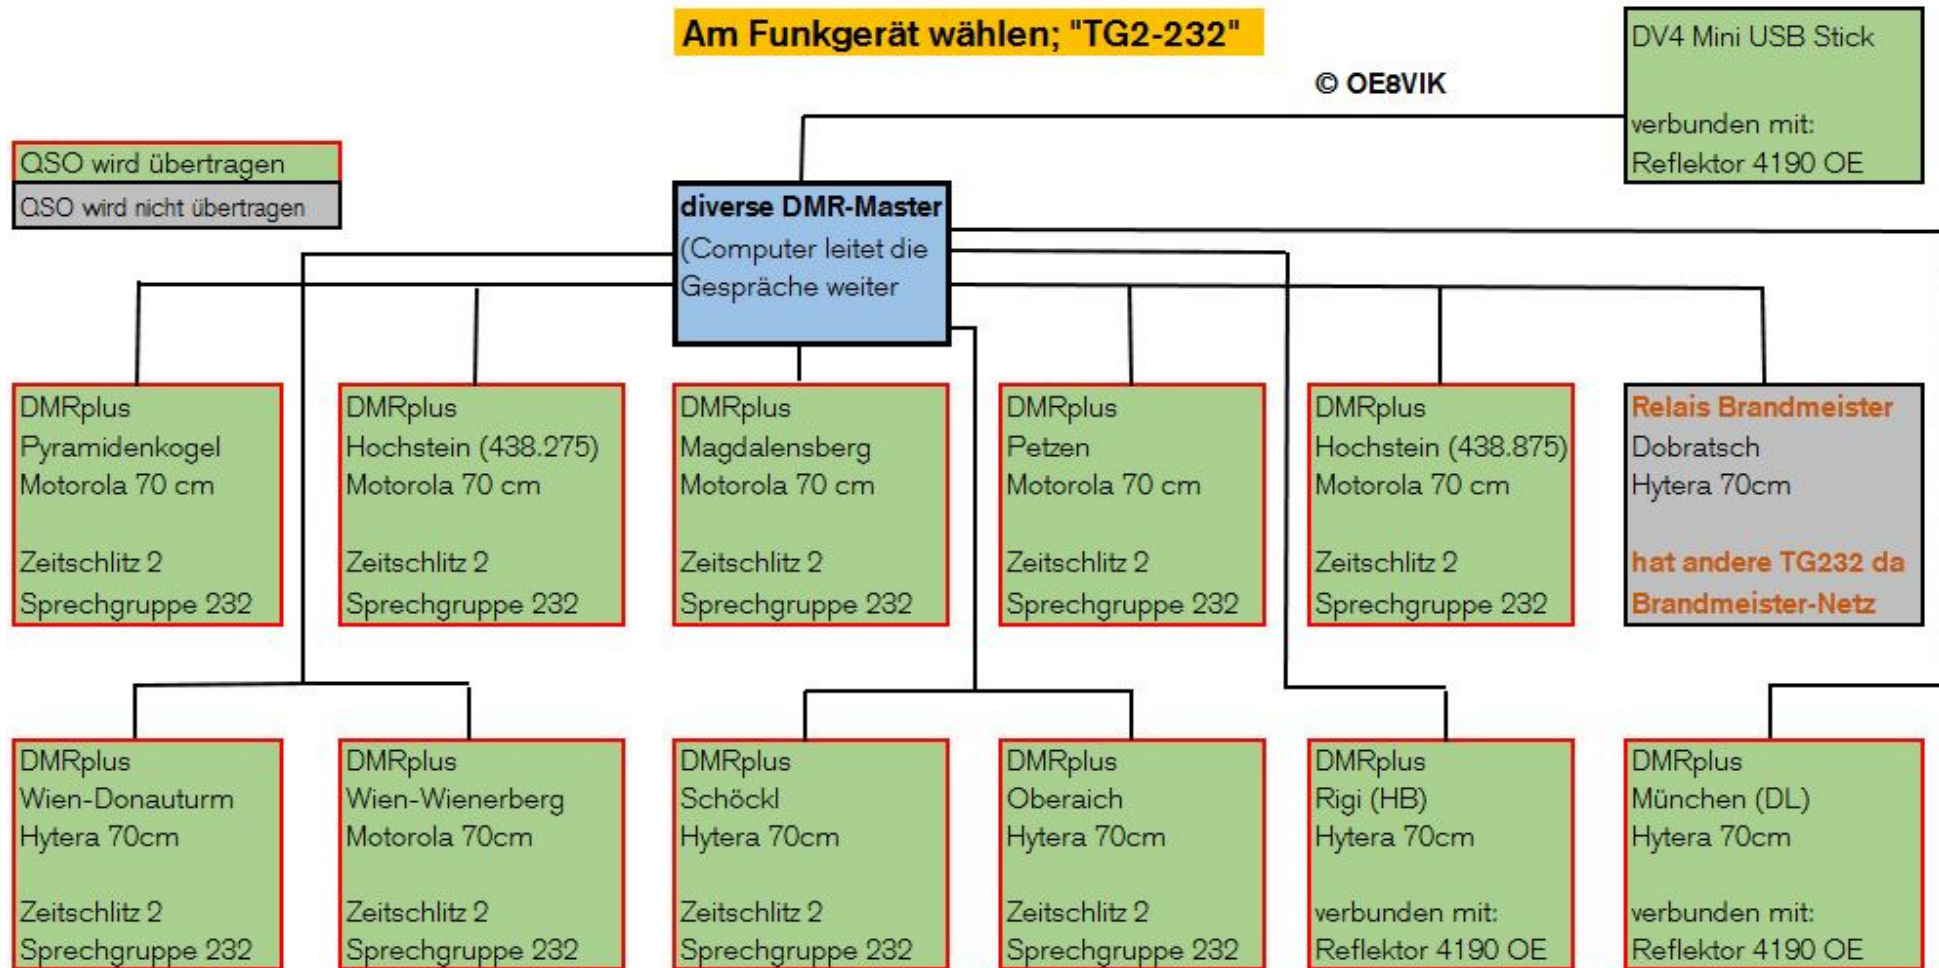 Am Funkgerät wählen; "TG2-232"
DV4 Mini USB Stick
verbunden mit:
Reflektor 4190 OE
© OE8VIK
QSO wird übertragen
QSO wird nicht übertragen
diverse DMR-Master
(Computer leitet die
Gespräche weiter
DMRplus
Pyramidenkogel
Motorola 70 cm
Zeitschlitz 2
Sprechgruppe 232
DMRplus
Hochstein (438.275)
Motorola 70 cm
Zeitschlitz 2
Sprechgruppe 232
DMRplus
Magdalensberg
Motorola 70 cm
Zeitschlitz 2
Sprechgruppe 232
DMRplus
Petzen
Motorola 70 cm
Zeitschlitz 2
Sprechgruppe 232
DMRplus
Hochstein (438.875)
Motorola 70 cm
Zeitschlitz 2
Sprechgruppe 232
Relais Brandmeister
Dobratsch
Hytera 70cm
hat andere TG232 da
Brandmeister-Netz
DMRplus
Wien-Donauturm
Hytera 70cm
Zeitschlitz 2
Sprechgruppe 232
DMRplus
Wien-Wienerberg
Motorola 70cm
Zeitschlitz 2
Sprechgruppe 232
DMRplus
Schöckl
Hytera 70cm
Zeitschlitz 2
Sprechgruppe 232
DMRplus
Oberaich
Hytera 70cm
Zeitschlitz 2
Sprechgruppe 232
DMRplus
Rigi (HB)
Hytera 70cm
verbunden mit:
Reflektor 4190 OE
DMRplus
München (DL)
Hytera 70cm
verbunden mit:
Reflektor 4190 OE